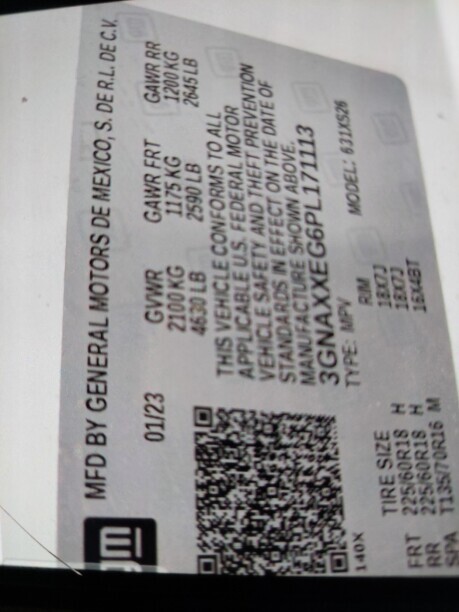 gm
MFD BY GENERAL MOTORS DE MEXICO, S. DE R.L. DE C.V.
01/23 GVWR GAWR FRT GAWR RR
2100 KG 1175 KG 1200 KG
4630 LB 2590 LB 2645 LB
THIS VEHICLE CONFORMS TO ALL
APPLICABLE U.S. FEDERAL MOTOR
VEHICLE SAFETY AND THEFT PREVENTION
STANDARDS IN EFFECT ON THE DATE OF
MANUFACTURE SHOWN ABOVE.
3GNAXXEG6PL171113
TYPE: MPV MODEL: 6J1XS26
140X
TIRE SIZE RIM
FRT 225/60R18 H 18X7J
RR 225/60R18 H 18X7J
SPA T135/70R16 M 16X4BT